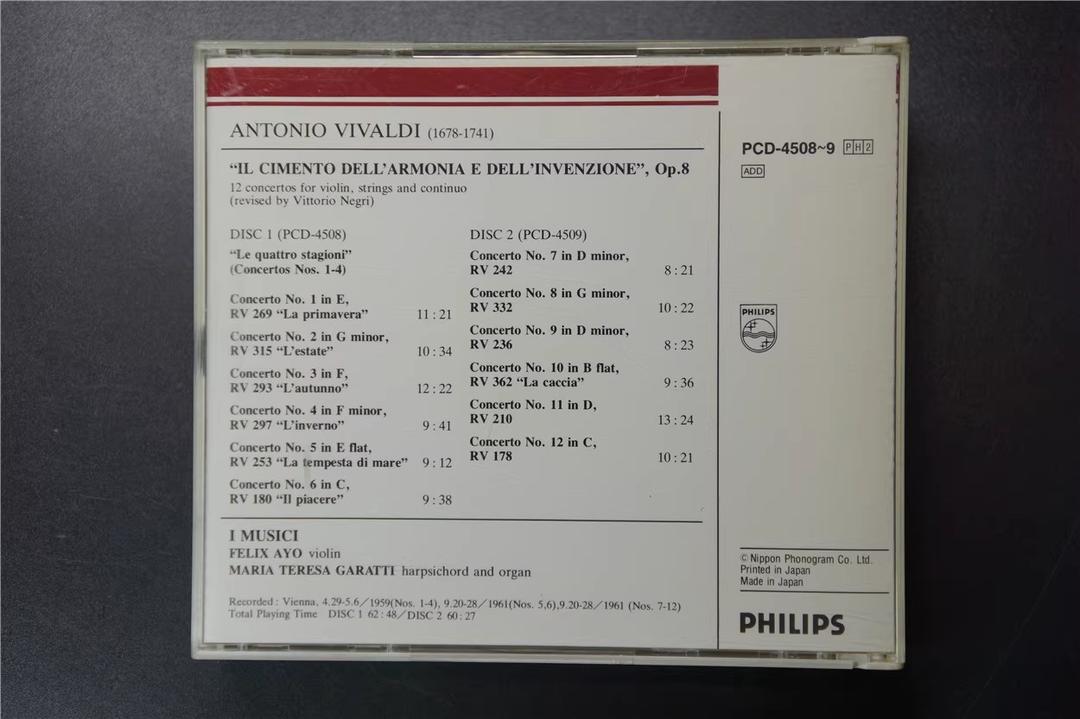 ANTONIO VIVALDI (1678-1741)
“IL CIMENTO DELL'ARMONIA E DELL'INVENZIONE”, Op.8
12 concertos for violin, strings and continuo
(revised by Vittorio Negri)
DISC 1 (PCD-4508)
“Le quattro stagioni”
(Concertos Nos. 1-4)
Concerto No. 1 in E,
RV 269 “La primavera” 11:21
Concerto No. 2 in G minor,
RV 315 “L'estate” 10:34
Concerto No. 3 in F,
RV 293 “L'autunno” 12:22
Concerto No. 4 in F minor,
RV 297 “L'inverno” 9:41
Concerto No. 5 in E flat,
RV 253 “La tempesta di mare” 9:12
Concerto No. 6 in C,
RV 180 “Il piacere” 9:38
DISC 2 (PCD-4509)
Concerto No. 7 in D minor,
RV 242 8:21
Concerto No. 8 in G minor,
RV 332 10:22
Concerto No. 9 in D minor,
RV 236 8:23
Concerto No. 10 in B flat,
RV 362 “La caccia” 9:36
Concerto No. 11 in D,
RV 210 13:24
Concerto No. 12 in C,
RV 178 10:21
I MUSICI
FELIX AYO violin
MARIA TERESA GARATTI harpsichord and organ
Recorded: Vienna, 4.29-5.6/1959(Nos. 1-4), 9.20-28/1961(Nos. 5,6),9.20-28/1961 (Nos. 7-12)
Total Playing Time DISC 1 62:48/DISC 2 60:27
PCD-4508~9 PH2
ADD
PHILIPS
© Nippon Phonogram Co. Ltd.
Printed in Japan
Made in Japan
PHILIPS